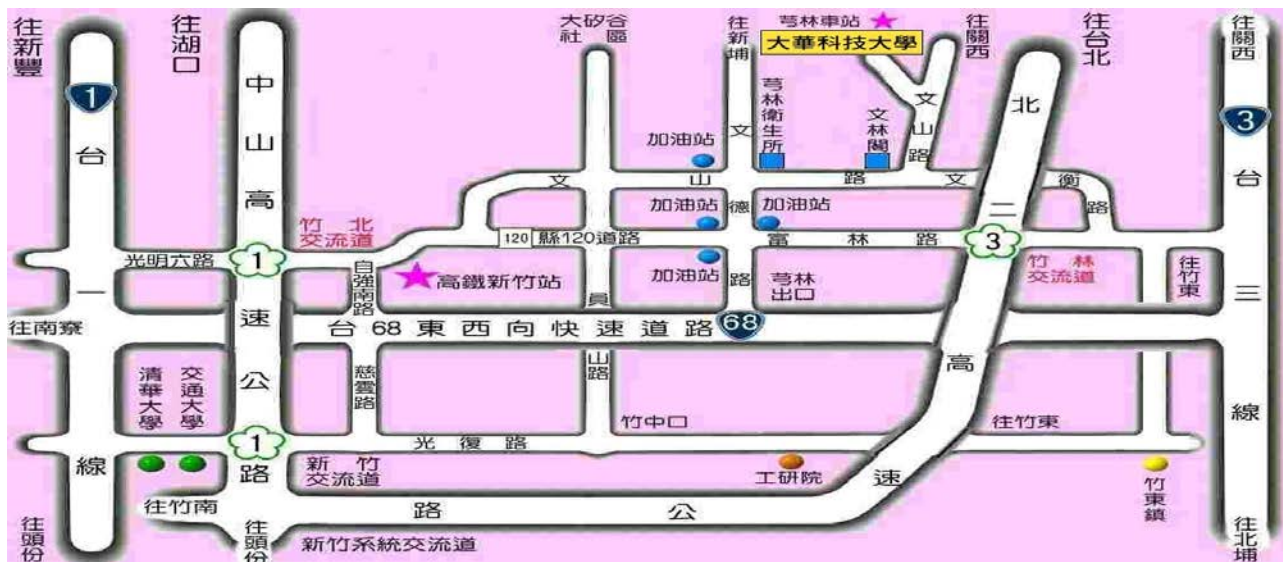 往新豐
往湖口
大矽谷
社區
往新埔
芎林車站
大華科技大學
往關西
往台北
往關西
1
台一線
中山高速公路
芎林衛生所
文林閣
文山路
北二高速公路
3
台三線
加油站
文山路
文衡路
竹北
交流道
加油站
文德路
加油站
120
縣120道路
富林路
3
光明六路
1
自強南路
高鐵新竹站
加油站
芎林
出口
竹林
交流道
往竹東
往南寮
台68東西向快速道路
68
員山路
清華大學
交通大學
慈雲路
竹中口
往竹東
1
光復路
新竹
交流道
工研院
竹東鎮
往竹南
往頭份
往頭份
新竹系統交流道
往北埔